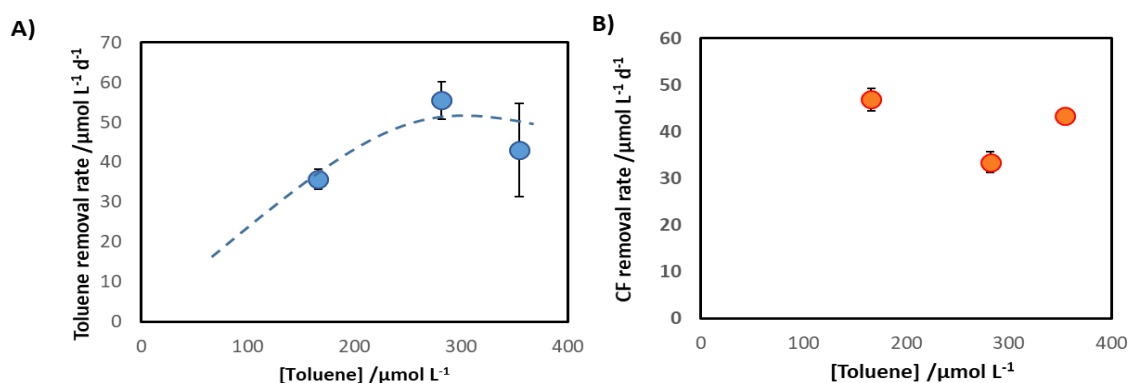 A)
Toluene removal rate /µmol L⁻¹ d⁻¹
70
60
50
40
30
20
10
0
0 100 200 300 400
[Toluene] /µmol L⁻¹
B)
CF removal rate /µmol L⁻¹ d⁻¹
60
50
40
30
20
10
0
0 100 200 300 400
[Toluene] /µmol L⁻¹